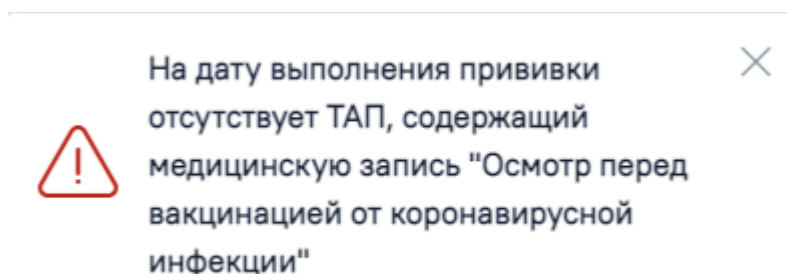 На дату выполнения прививки
отсутствует ТАП, содержащий
медицинскую запись "Осмотр перед
вакцинацией от коронавирусной
инфекции"